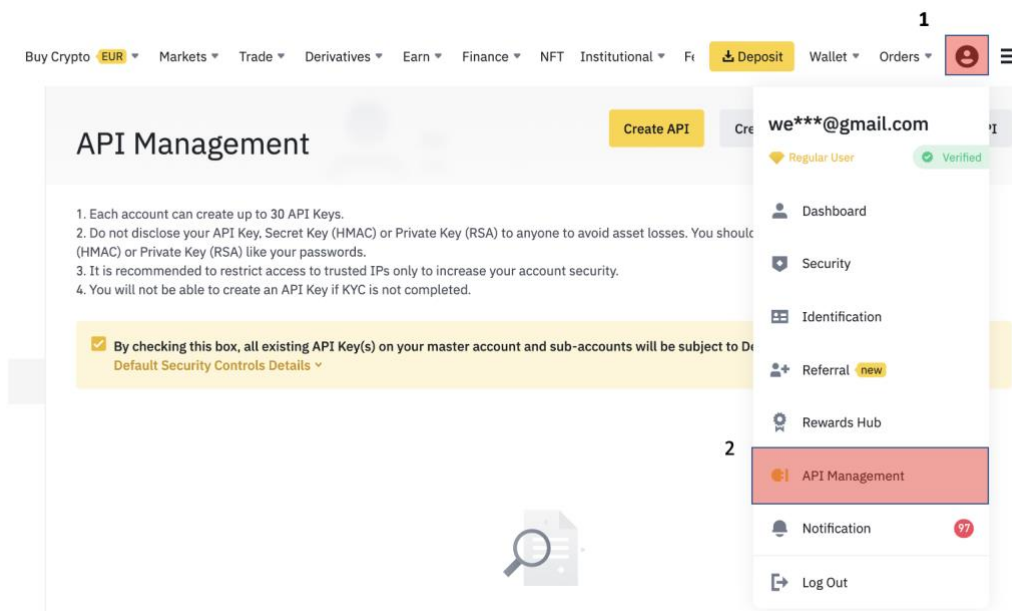 1
Buy Crypto EUR Markets Trade Derivatives Earn Finance NFT Institutional Fe Deposit Wallet Orders
API Management
Create API
Cre
PI
we***@gmail.com
Regular User
Verified
1. Each account can create up to 30 API Keys.
2. Do not disclose your API Key, Secret Key (HMAC) or Private Key (RSA) to anyone to avoid asset losses. You should
(HMAC) or Private Key (RSA) like your passwords.
3. It is recommended to restrict access to trusted IPs only to increase your account security.
4. You will not be able to create an API Key if KYC is not completed.
By checking this box, all existing API Key(s) on your master account and sub-accounts will be subject to De
Default Security Controls Details
Dashboard
Security
Identification
Referral new
Rewards Hub
2
API Management
Notification 97
Log Out